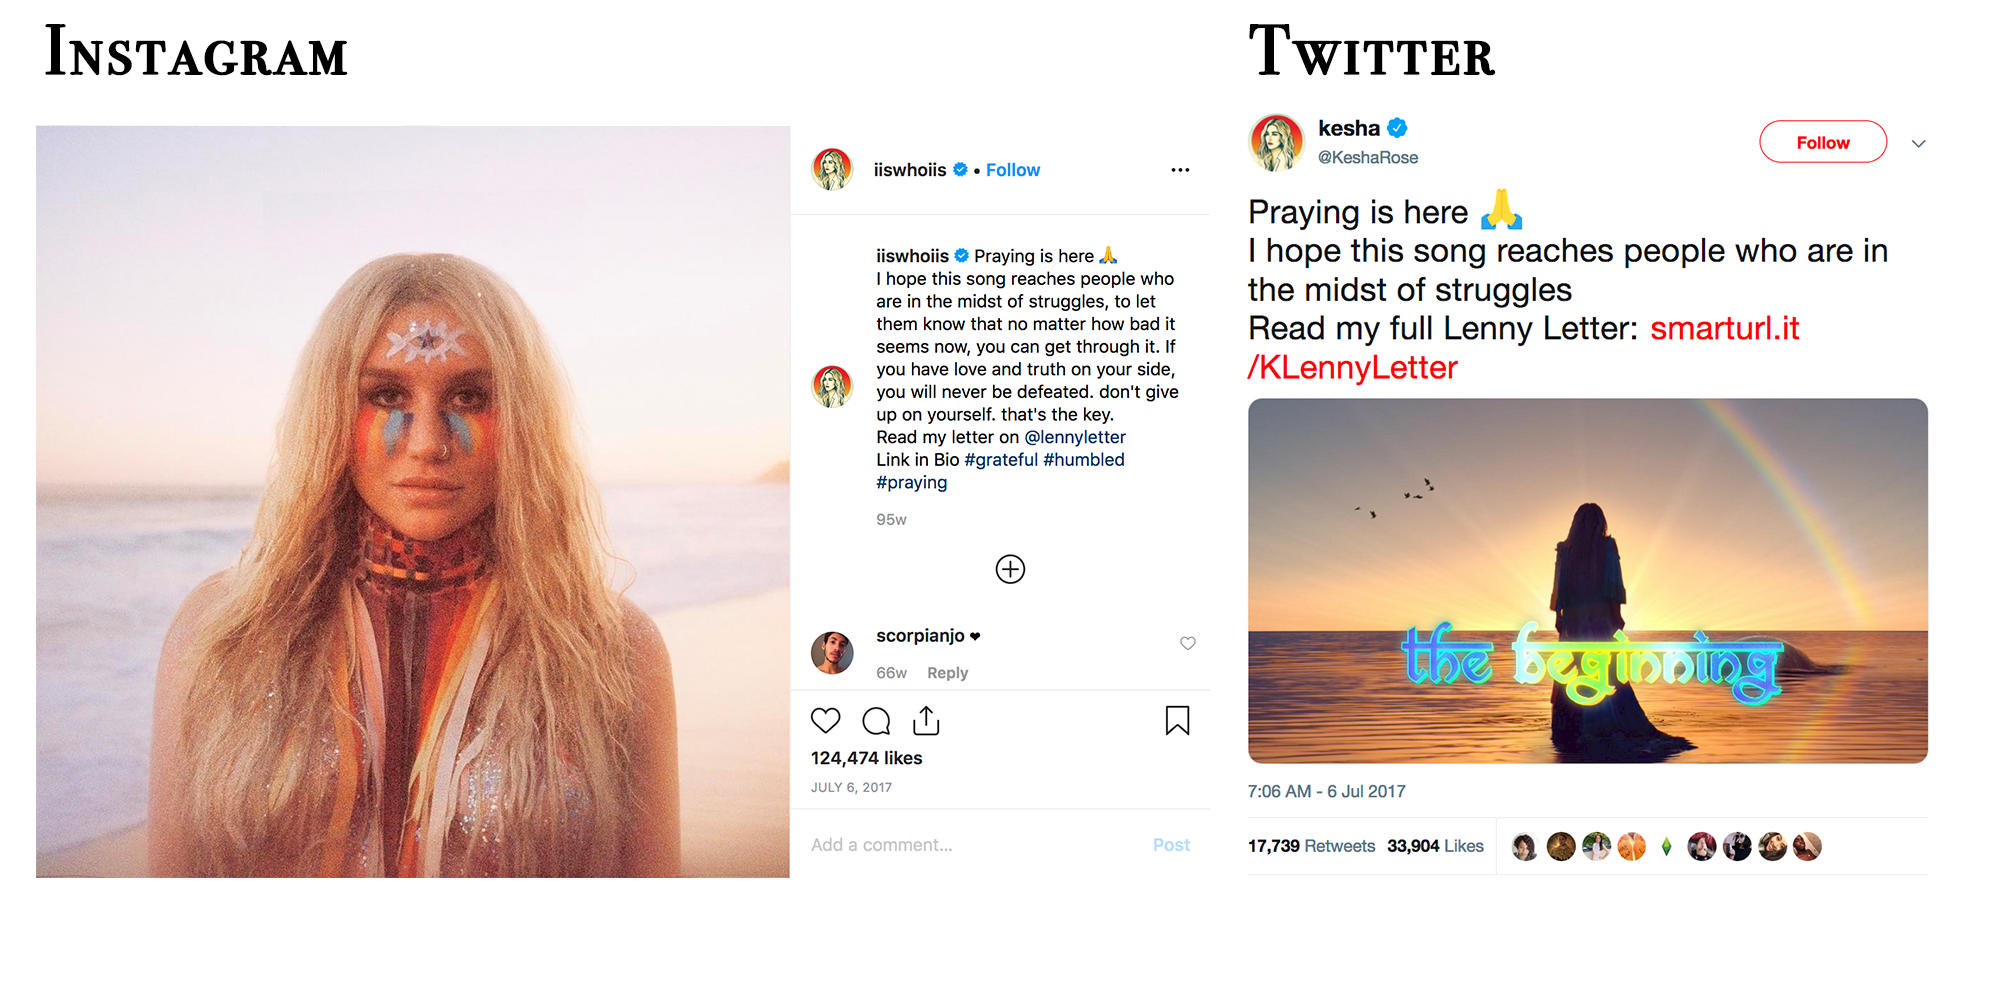 Instagram
iiswhoiis • Follow
iiswhoiis Praying is here 🙏
I hope this song reaches people who
are in the midst of struggles, to let
them know that no matter how bad it
seems now, you can get through it. If
you have love and truth on your side,
you will never be defeated. don't give
up on yourself. that's the key.
Read my letter on @lennyletter
Link in Bio #grateful #humbled
#praying
95w
scorpianjo ❤
66w Reply
124,474 likes
JULY 6, 2017
Add a comment... Post
Twitter
kesha
@KeshaRose
Follow
Praying is here 🙏
I hope this song reaches people who are in
the midst of struggles
Read my full Lenny Letter: smarturl.it
/KLennyLetter
the beginning
7:06 AM - 6 Jul 2017
17,739 Retweets 33,904 Likes